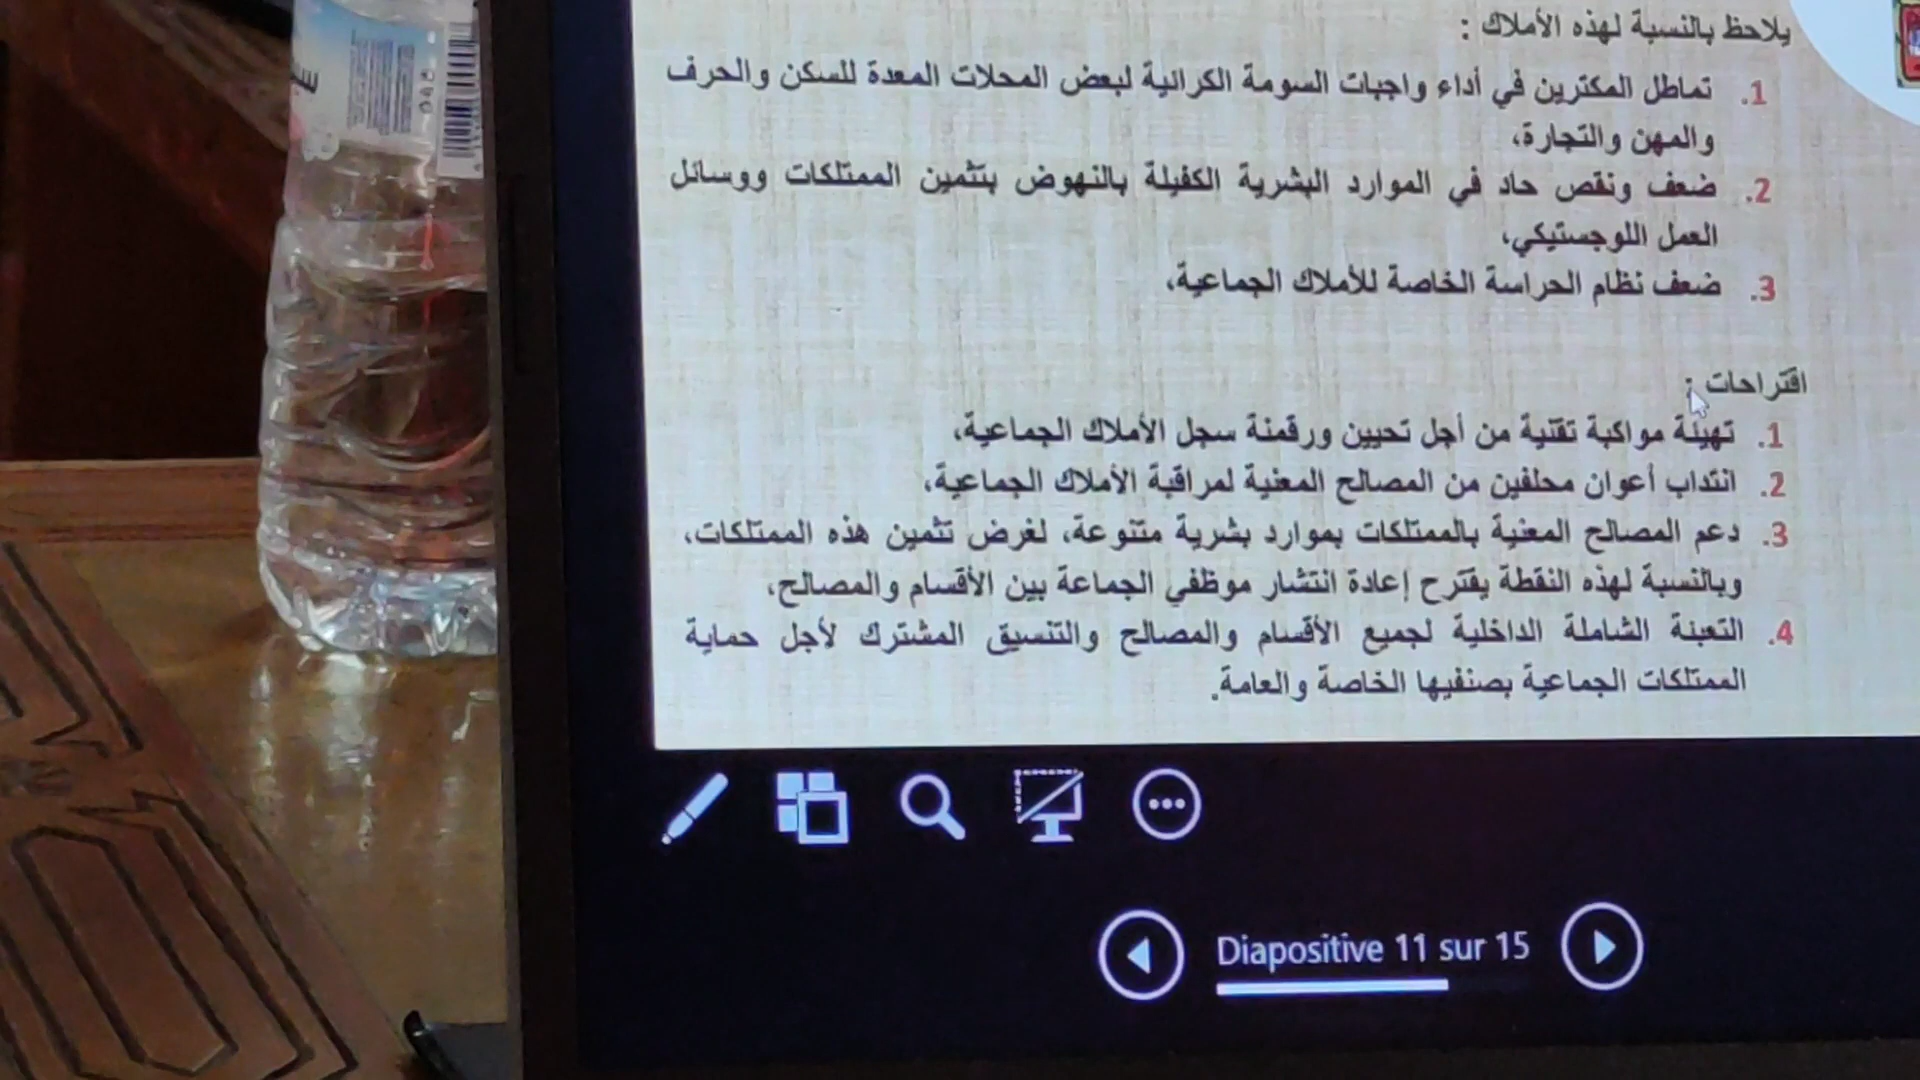 يلاحظ بالنسبة لهذه الأملاك :
1. تماطل المكترين في أداء واجبات السومة الكرائية لبعض المحلات المعدة للسكن والحرف
والمهن والتجارة،
2. ضعف ونقص حاد في الموارد البشرية الكفيلة بالنهوض بتثمين الممتلكات ووسائل
العمل اللوجستيكي،
3. ضعف نظام الحراسة الخاصة للأملاك الجماعية،
اقتراحات :
1. تهيئة مواكبة تقنية من أجل تحيين ورقمنة سجل الأملاك الجماعية،
2. انتداب أعوان محلفين من المصالح المعنية لمراقبة الأملاك الجماعية،
3. دعم المصالح المعنية بالممتلكات بموارد بشرية متنوعة، لغرض تثمين هذه الممتلكات،
وبالنسبة لهذه النقطة يقترح إعادة انتشار موظفي الجماعة بين الأقسام والمصالح،
4. التعبئة الشاملة الداخلية لجميع الأقسام والمصالح والتنسيق المشترك لأجل حماية
الممتلكات الجماعية بصنفيها الخاصة والعامة.
Diapositive 11 sur 15